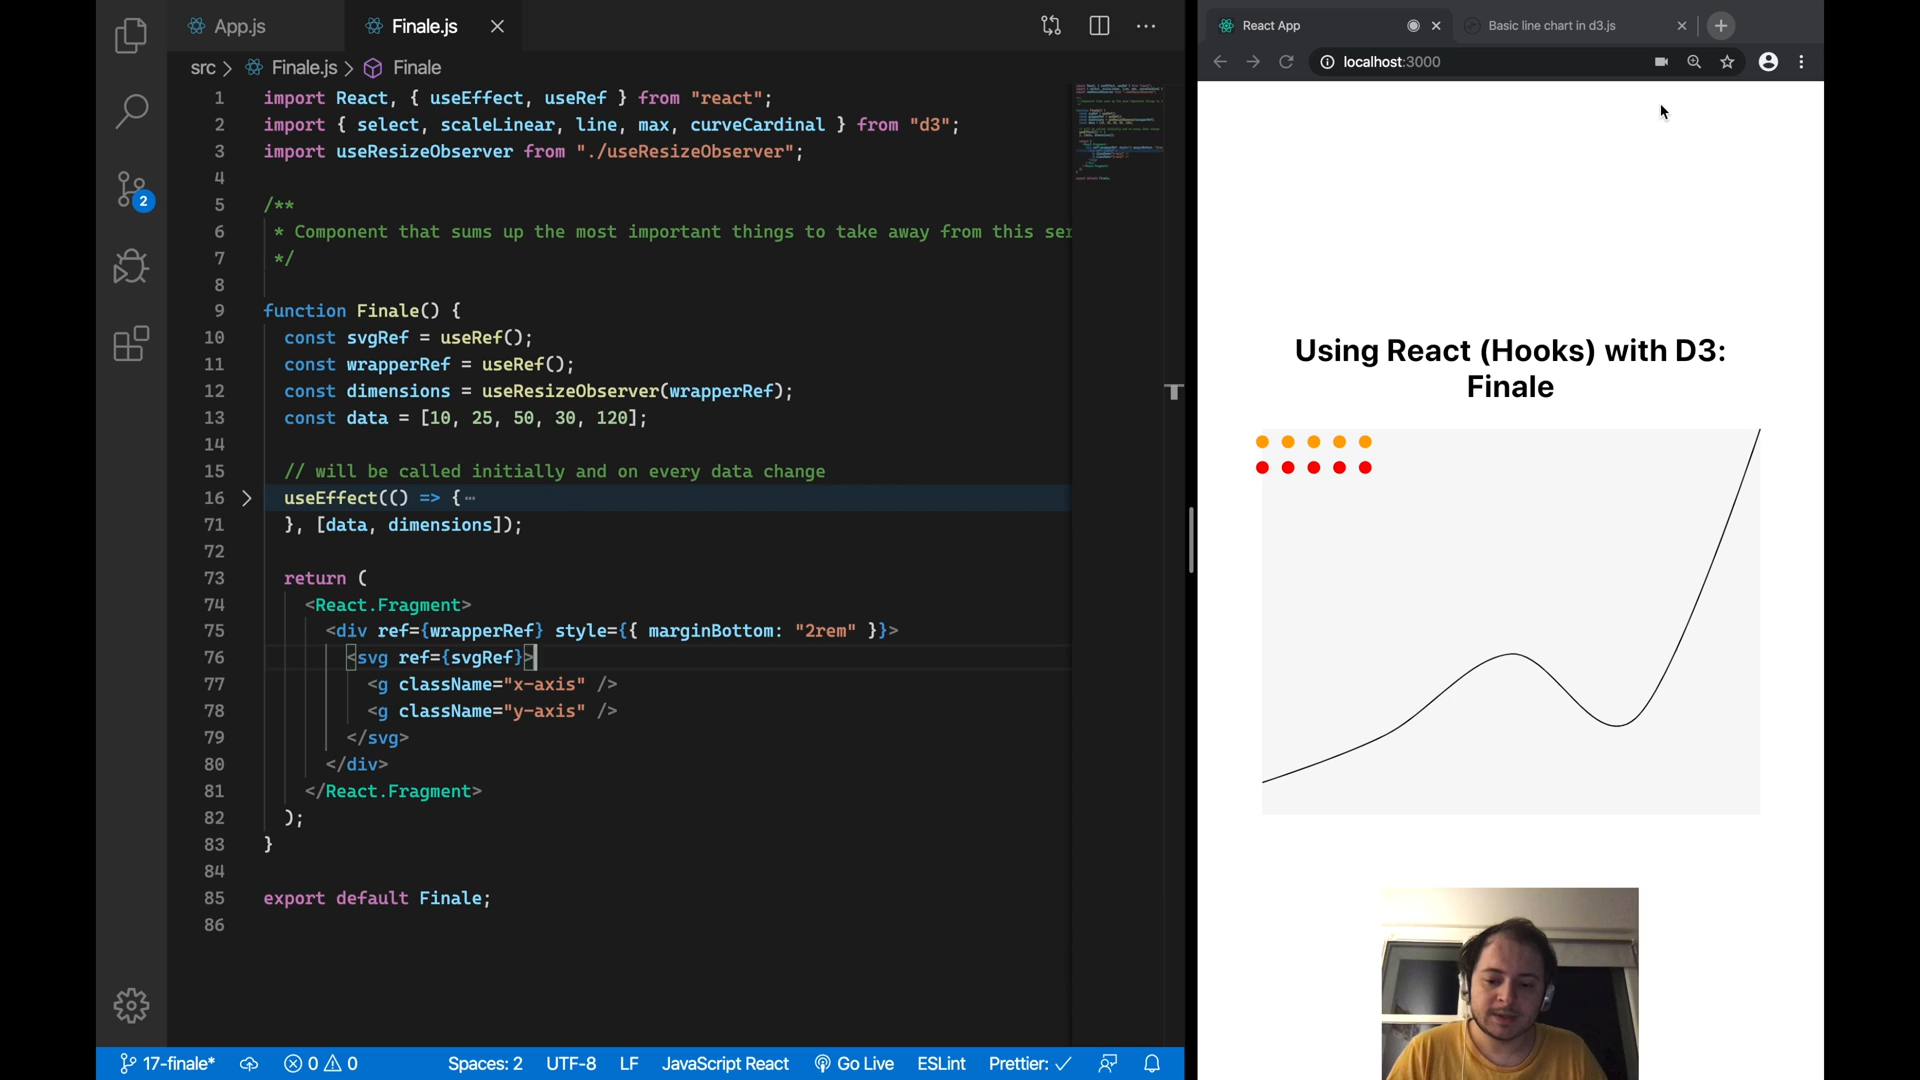 App.js
Finale.js
src > Finale.js > Finale
1 import React, { useEffect, useRef } from "react";
2 import { select, scaleLinear, line, max, curveCardinal } from "d3";
3 import useResizeObserver from "./useResizeObserver";
4
5 /**
6 * Component that sums up the most important things to take away from this ser
7 */
8
9 function Finale() {
10 const svgRef = useRef();
11 const wrapperRef = useRef();
12 const dimensions = useResizeObserver(wrapperRef);
13 const data = [10, 25, 50, 30, 120];
14
15 // will be called initially and on every data change
16 useEffect(() => {
71 }, [data, dimensions]);
72
73 return (
74 <React.Fragment>
75 <div ref={wrapperRef} style={{ marginBottom: "2rem" }}>
76 <svg ref={svgRef}>
77 <g className="x-axis" />
78 <g className="y-axis" />
79 </svg>
80 </div>
81 </React.Fragment>
82 );
83 }
84
85 export default Finale;
86
2
17-finale*
0 0
Spaces: 2
UTF-8
LF
JavaScript React
Go Live
ESLint
Prettier: ✓
React App
Basic line chart in d3.js
localhost:3000
Using React (Hooks) with D3:
Finale